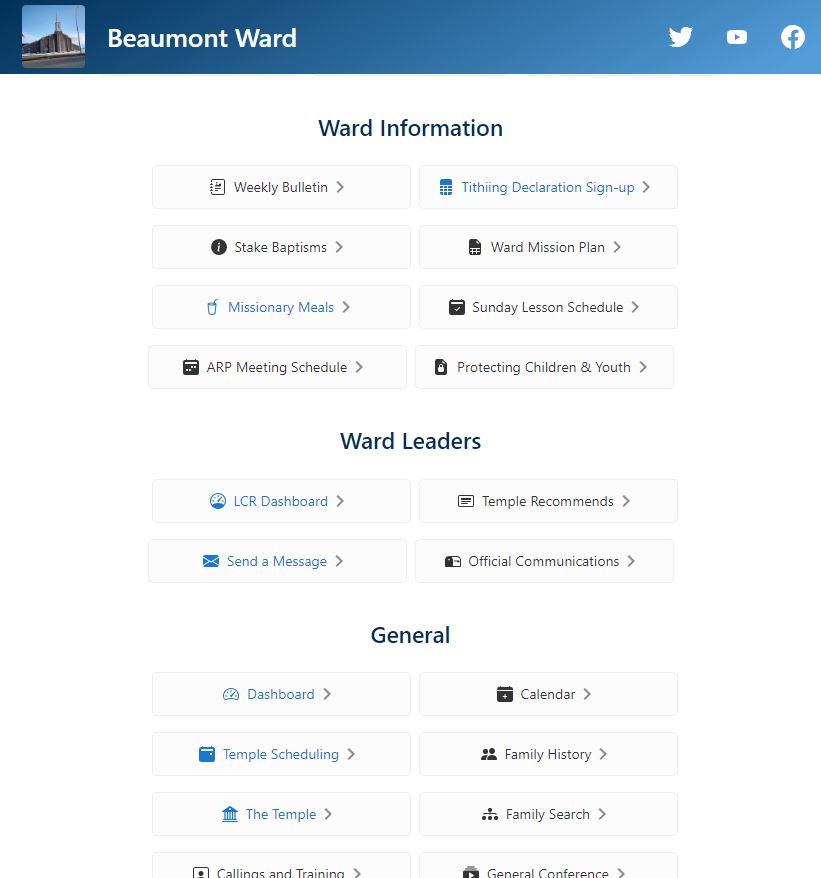 Beaumont Ward
Ward Information
Weekly Bulletin
Tithiing Declaration Sign-up
Stake Baptisms
Ward Mission Plan
Missionary Meals
Sunday Lesson Schedule
ARP Meeting Schedule
Protecting Children & Youth
Ward Leaders
LCR Dashboard
Temple Recommends
Send a Message
Official Communications
General
Dashboard
Calendar
Temple Scheduling
Family History
The Temple
Family Search
Callings and Training
General Conference